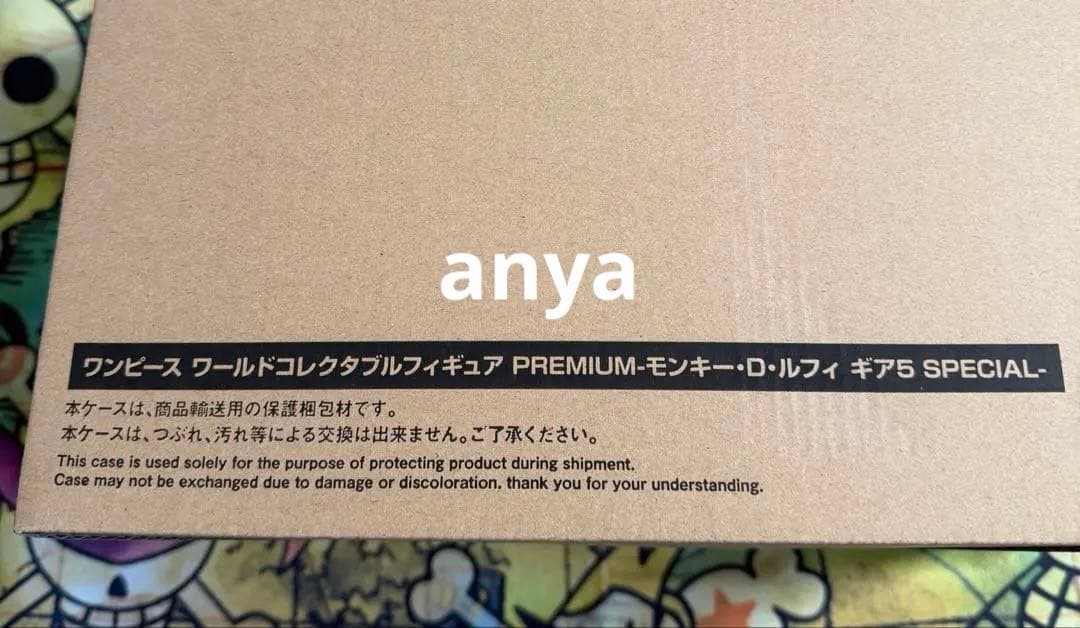 anya
ワンピース ワールドコレクタブルフィギュア PREMIUM-モンキー・D・ルフィ ギア5 SPECIAL-
本ケースは、商品輸送用の保護梱包材です。
本ケースは、つぶれ、汚れ等による交換は出来ません。ご了承ください。
This case is used solely for the purpose of protecting product during shipment.
Case may not be exchanged due to damage or discoloration, thank you for your understanding.